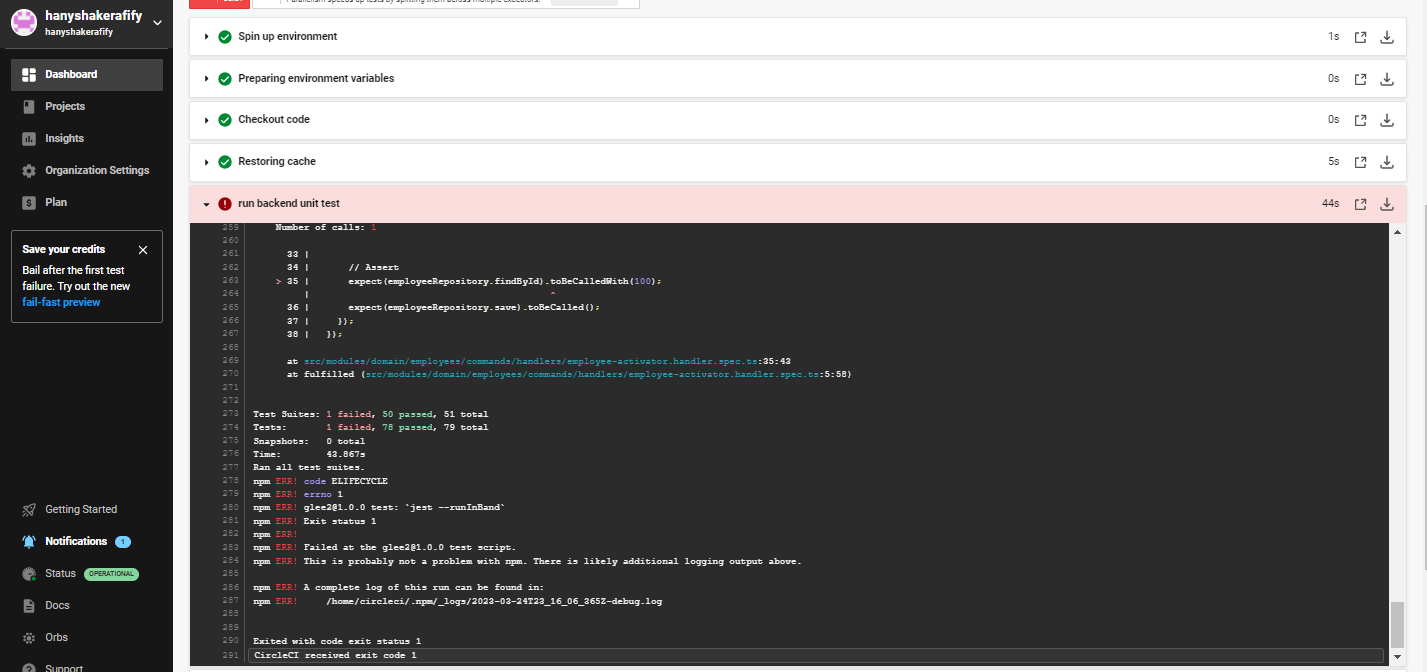 hanyshakerafify
hanyshakerafify
Dashboard
Projects
Insights
Organization Settings
Plan
Save your credits
Bail after the first test
failure. Try out the new
fail-fast preview
Getting Started
Notifications 1
Status OPERATIONAL
Docs
Orbs
Support
Parallelism speeds up tests by splitting them across multiple executors.
Spin up environment 1s
Preparing environment variables 0s
Checkout code 0s
Restoring cache 5s
run backend unit test 44s
259 Number of calls: 1
260
261 33 |
262 34 | // Assert
263 > 35 | expect(employeeRepository.findById).toBeCalledWith(100);
264 | ^
265 36 | expect(employeeRepository.save).toBeCalled();
266 37 | });
267 38 | });
268
269 at src/modules/domain/employees/commands/handlers/employee-activator.handler.spec.ts:35:43
270 at fulfilled (src/modules/domain/employees/commands/handlers/employee-activator.handler.spec.ts:5:58)
271
272
273 Test Suites: 1 failed, 50 passed, 51 total
274 Tests: 1 failed, 78 passed, 79 total
275 Snapshots: 0 total
276 Time: 43.867s
277 Ran all test suites.
278 npm ERR! code ELIFECYCLE
279 npm ERR! errno 1
280 npm ERR! glee2@1.0.0 test: `jest --runInBand`
281 npm ERR! Exit status 1
282 npm ERR!
283 npm ERR! Failed at the glee2@1.0.0 test script.
284 npm ERR! This is probably not a problem with npm. There is likely additional logging output above.
285
286 npm ERR! A complete log of this run can be found in:
287 npm ERR! /home/circleci/.npm/_logs/2023-03-24T23_16_06_365Z-debug.log
288
289
290 Exited with code exit status 1
291 CircleCI received exit code 1